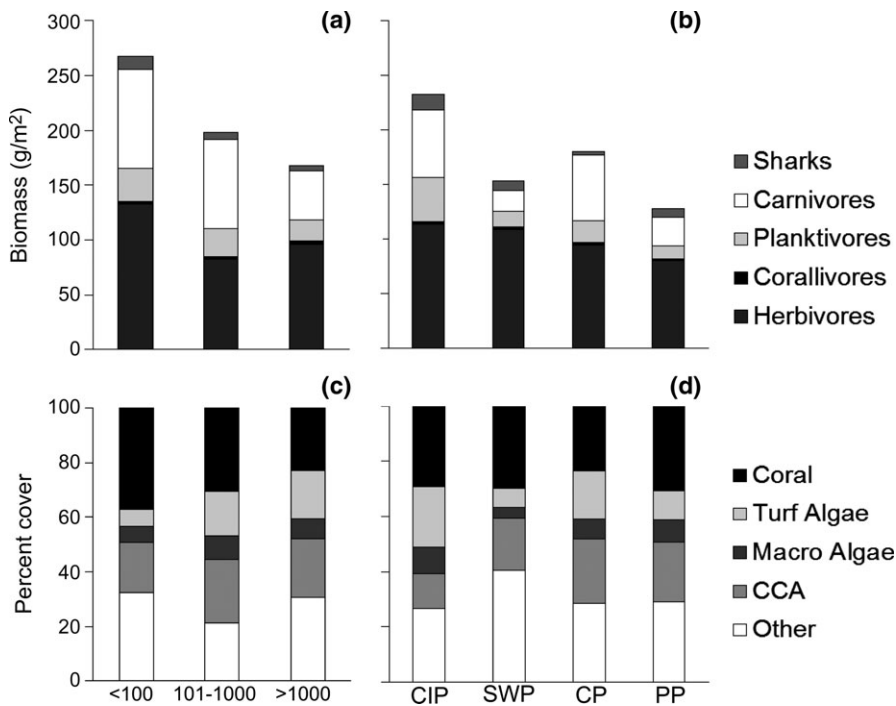 (a)
(b)
300
250
200
150
100
50
0
Biomass (g/m²)
Sharks
Carnivores
Planktivores
Corallivores
Herbivores
(c)
(d)
100
80
60
40
20
0
Percent cover
Coral
Turf Algae
Macro Algae
CCA
Other
<100 101-1000 >1000
CIP SWP CP PP